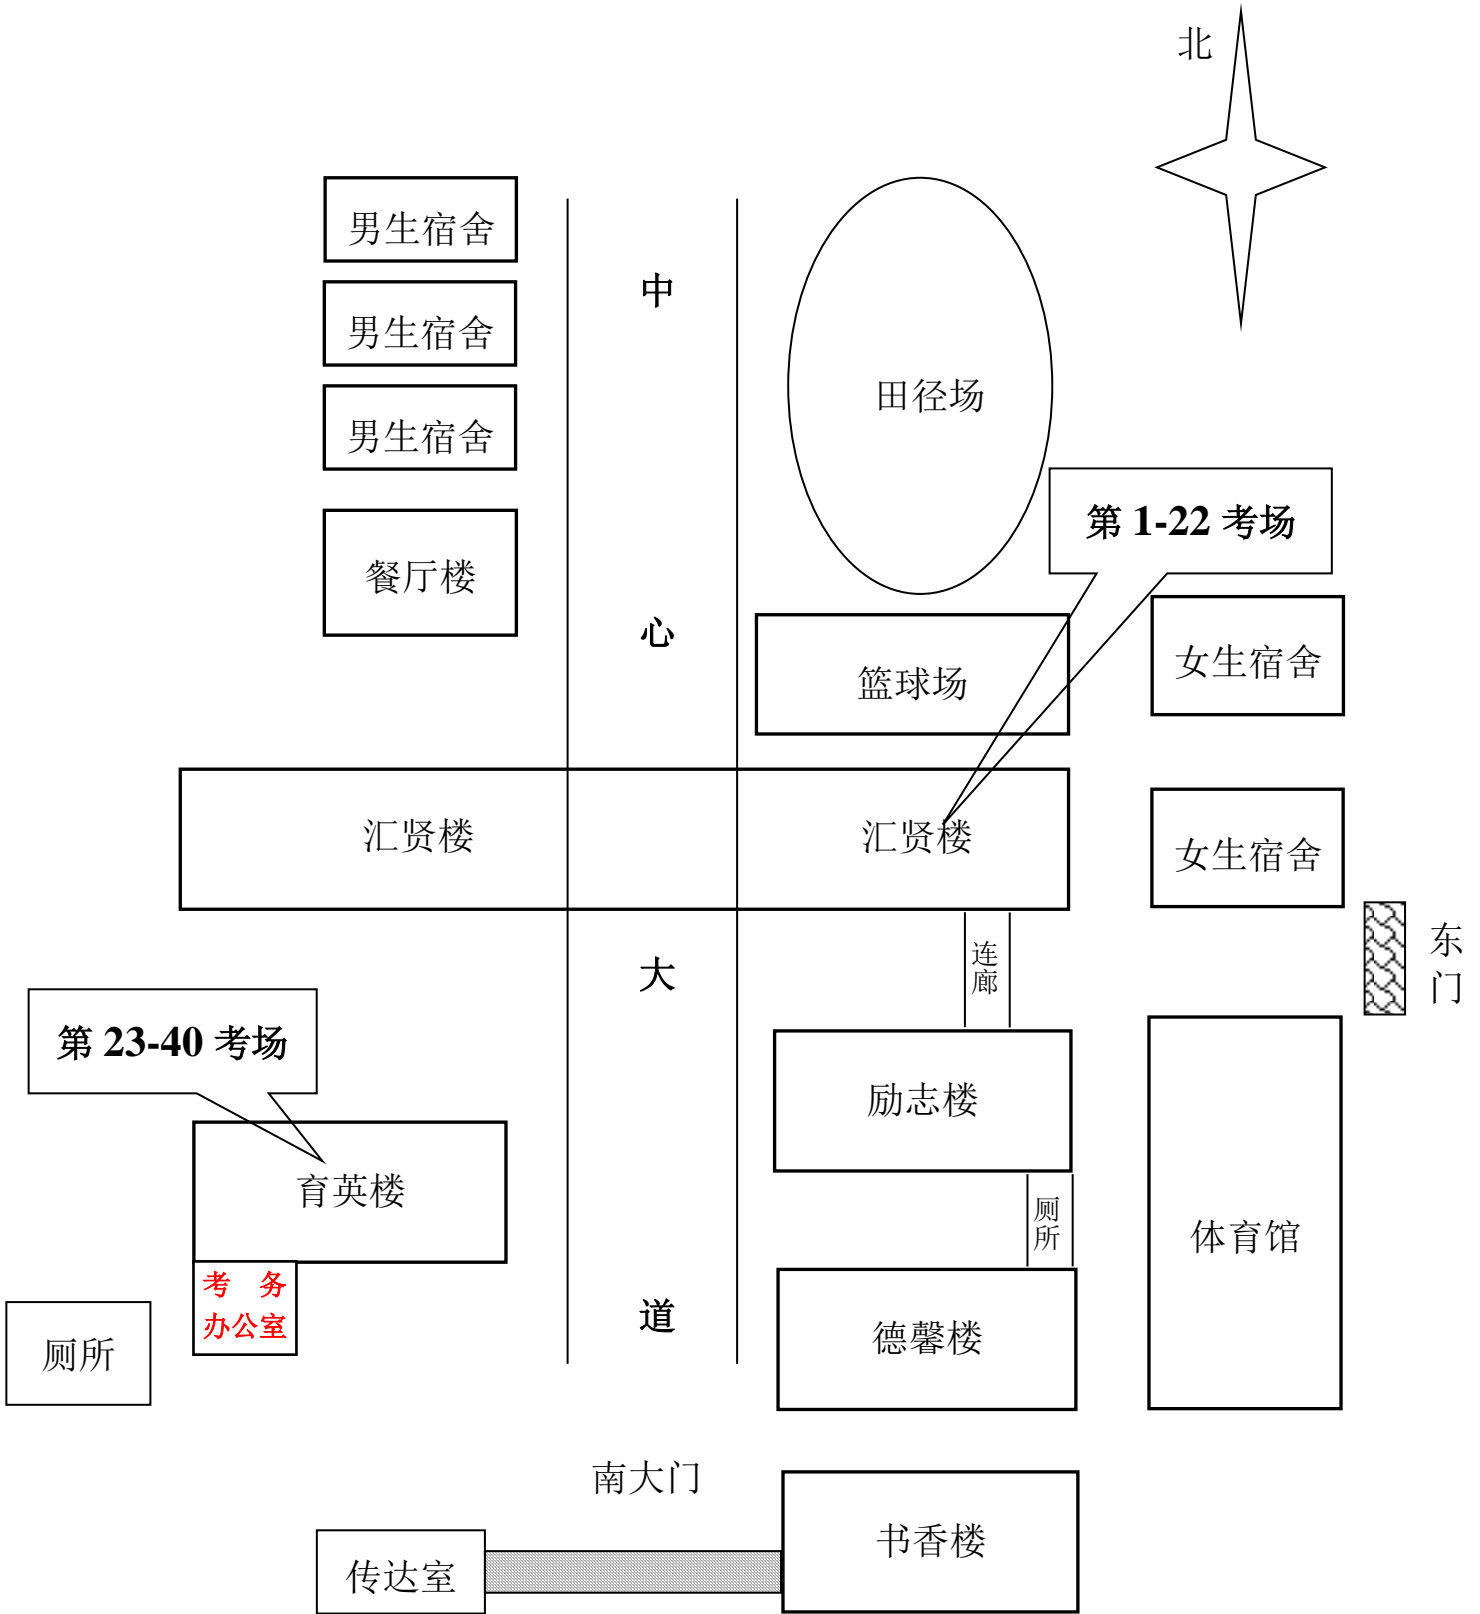 北
男生宿舍
中
男生宿舍
田径场
男生宿舍
第 1-22 考场
餐厅楼
心
女生宿舍
篮球场
汇贤楼
汇贤楼
女生宿舍
连廊
东门
大
第 23-40 考场
励志楼
育英楼
厕所
体育馆
考 务
办公室
道
德馨楼
厕所
南大门
书香楼
传达室